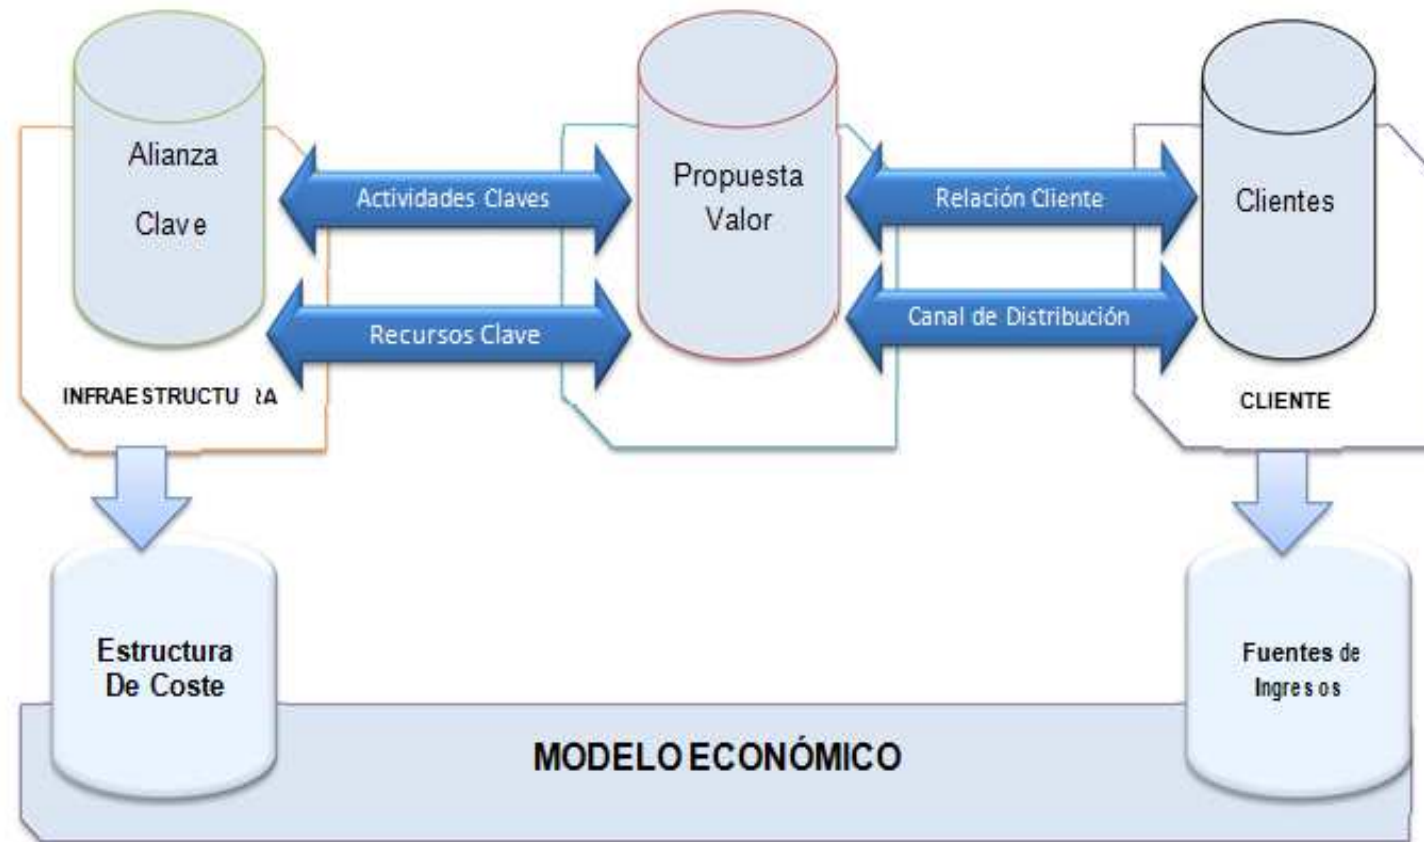 Alianza
Clave
Actividades Claves
Recursos Clave
INFRAESTRUCTURA
Propuesta
Valor
Relación Cliente
Canal de Distribución
Clientes
CLIENTE
Estructura
De Coste
Fuentes de
Ingresos
MODELO ECONÓMICO